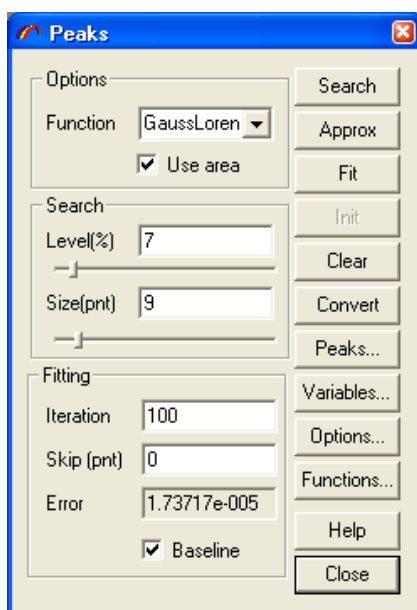 Peaks
Options
Function GaussLoren
Use area
Search
Level(%) 7
Size(pnt) 9
Fitting
Iteration 100
Skip (pnt) 0
Error 1.73717e-005
Baseline
Search
Approx
Fit
Init
Clear
Convert
Peaks...
Variables...
Options...
Functions...
Help
Close